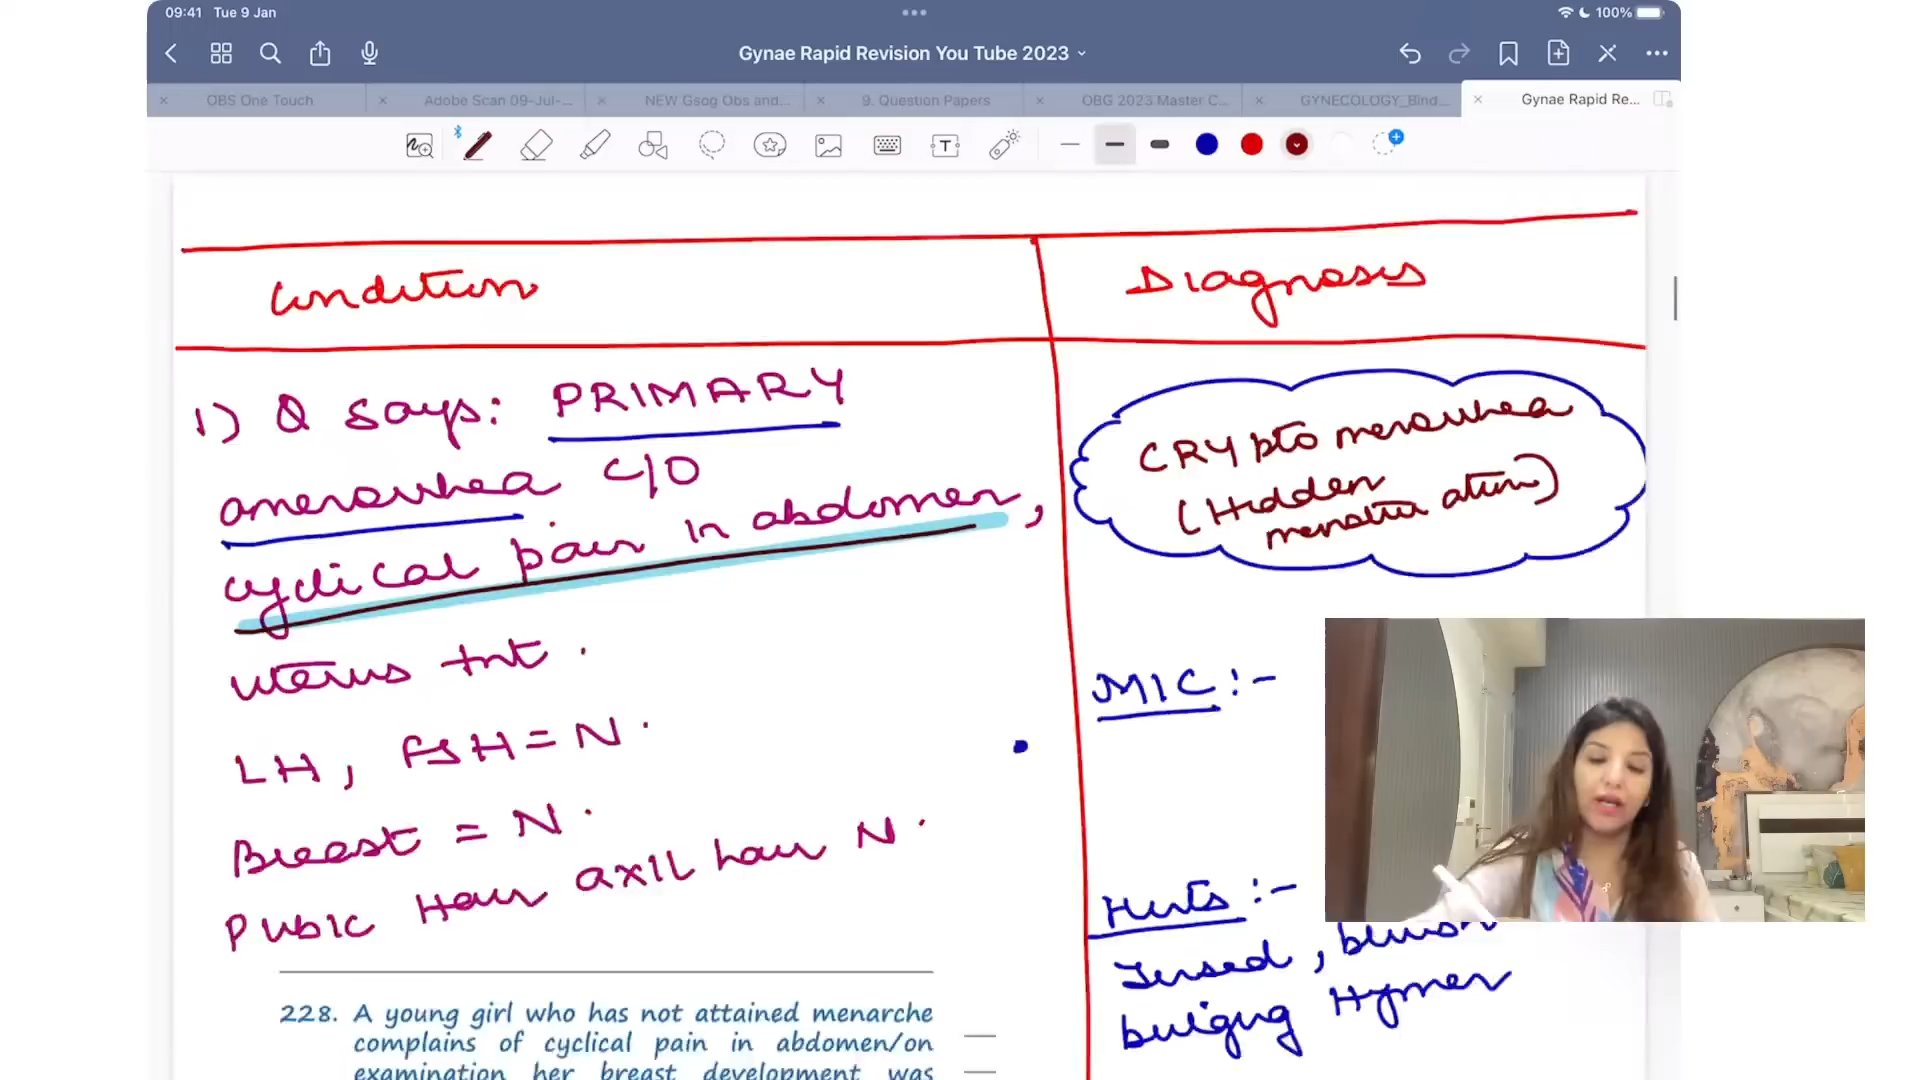 09:41 Tue 9 Jan
100%
Gynae Rapid Revision You Tube 2023
OBS One Touch
Adobe Scan 09-Jul-...
NEW Gsog Obs and...
9. Question Papers
OBG 2023 Master C...
GYNECOLOGY_Bind...
Gynae Rapid Re...
Condition
Diagnosis
1) Q says: PRIMARY
amenorrhea c/o
cyclical pain in abdomen,
uterus +nt.
LH, FSH = N.
Breast = N.
Pubic Hair axil hair N.
CRYptomenorrhea
(Hidden
menstruation)
MIC:-
Hints:-
Tensed, bluish
bulging Hymen
228. A young girl who has not attained menarche
complains of cyclical pain in abdomen/on
examination her breast development was